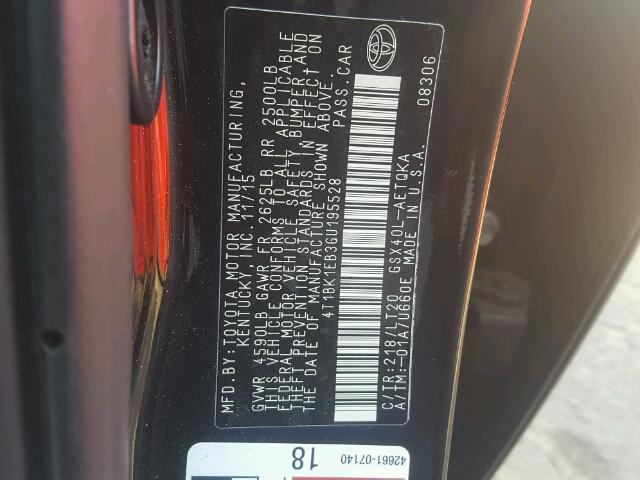 MFD.BY:TOYOTA MOTOR MANUFACTURING,
KENTUCKY, INC. 11/15
GVWR 4590LB GAWR FR 2625LB RR 2500LB
THIS VEHICLE CONFORMS TO ALL APPLICABLE
FEDERAL MOTOR VEHICLE SAFETY, BUMPER, AND
THEFT PREVENTION STANDARDS IN EFFECT ON
THE DATE OF MANUFACTURE SHOWN ABOVE.
4T1BK1EB3GU195528 PASS.CAR
C/TR:218/LT20 GSX40L-AETQKA
A/TM:-01A/U660E MADE IN U.S.A.
08306
42661-07140
18